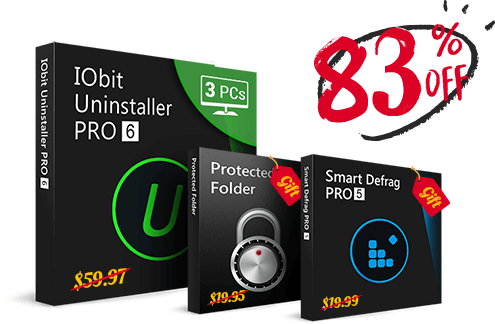 83% OFF
IObit
Uninstaller
PRO 6
3 PCs
IObit Uninstaller PRO 6
U
$59.97
Protected
Folder
Protected Folder
Gift
$19.95
Smart Defrag
PRO 5
Smart Defrag PRO
Gift
$19.99